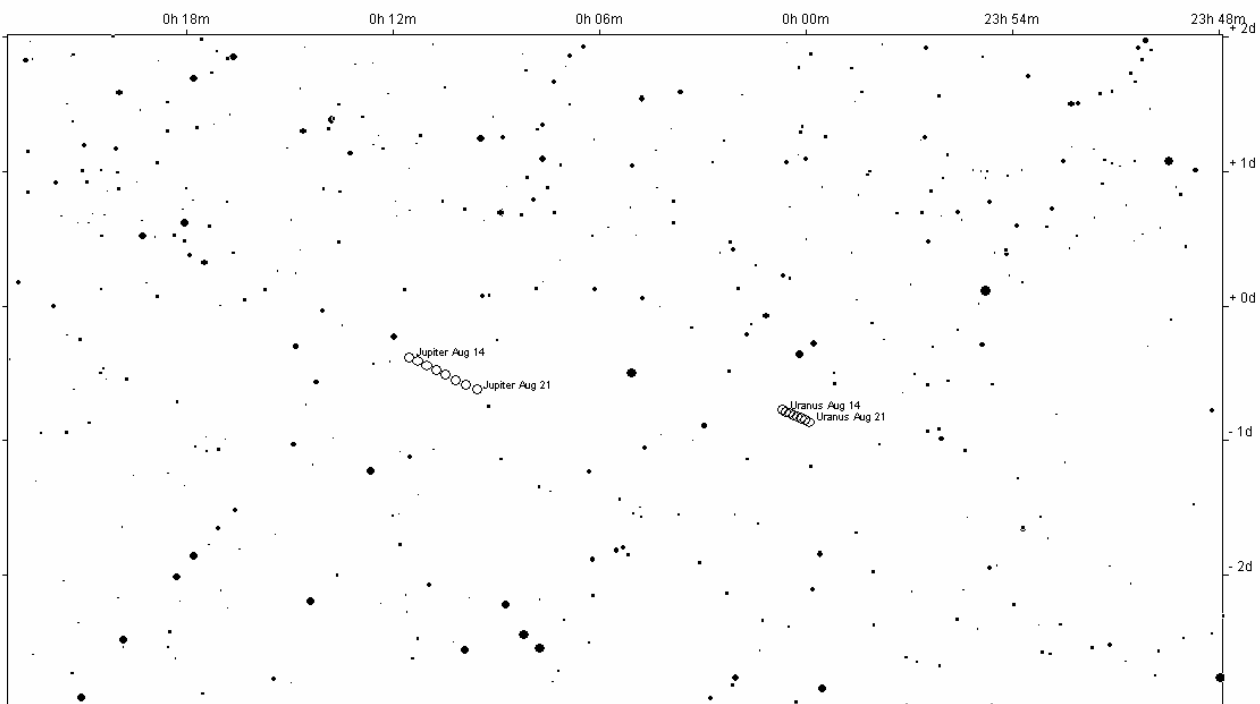 0h 18m 0h 12m 0h 06m 0h 00m 23h 54m 23h 48m
+ 2d
+ 1d
+ 0d
Jupiter Aug 14
Jupiter Aug 21
Uranus Aug 14
Uranus Aug 21
- 1d
- 2d